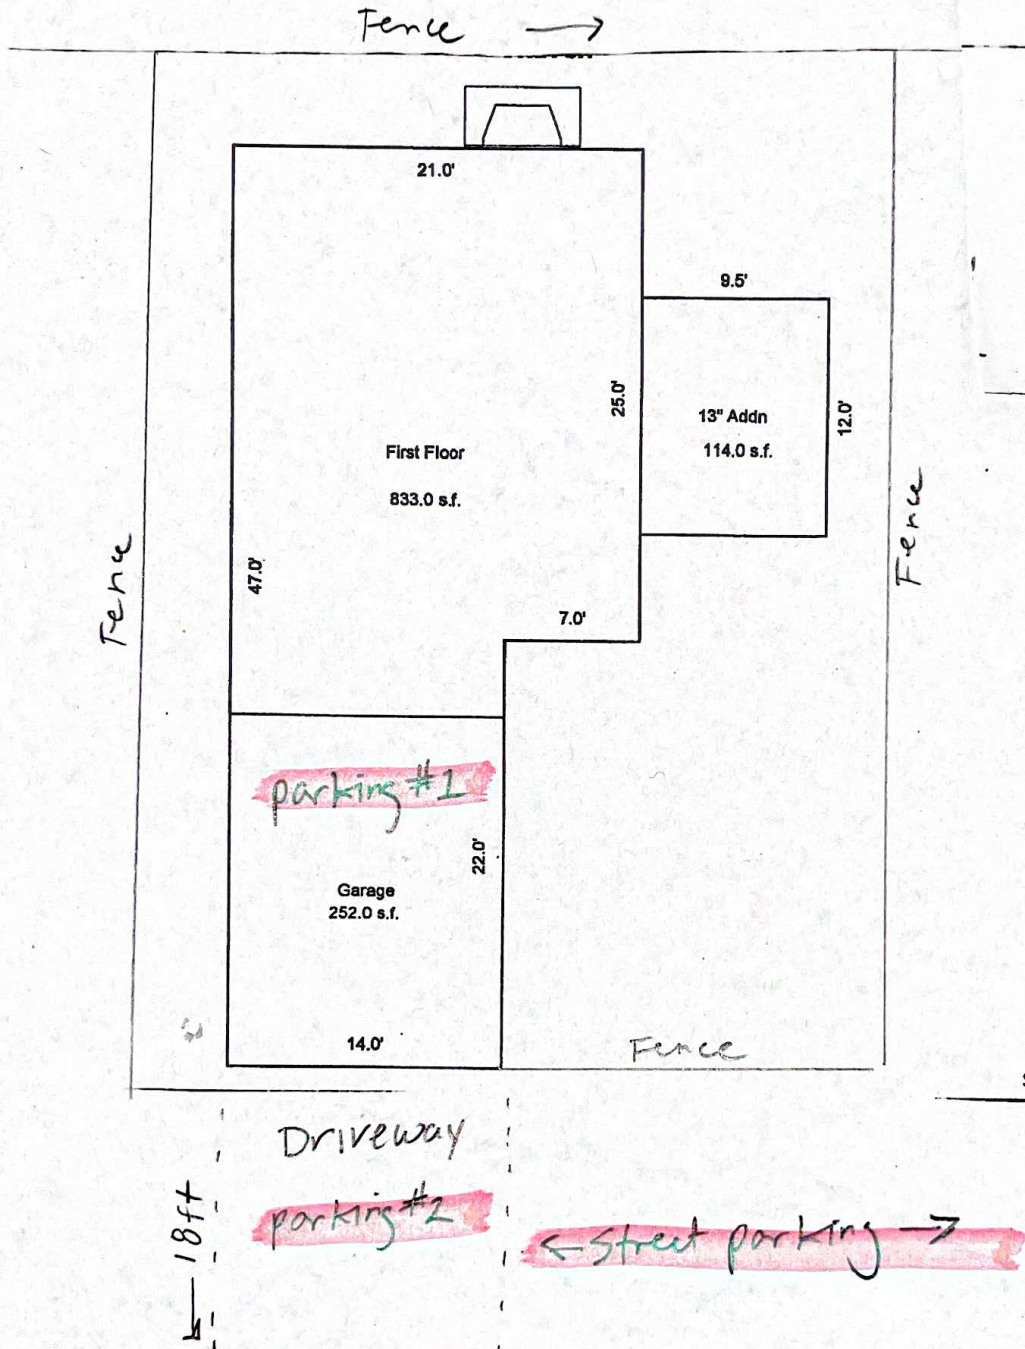 Fence →
21.0'
9.5'
25.0'
13" Addn
114.0 s.f.
12.0'
First Floor
833.0 s.f.
Fence
Fence
47.0'
7.0'
parking #1
22.0'
Garage
252.0 s.f.
14.0'
Fence
Driveway
parking #2
← 18ft
← street parking →